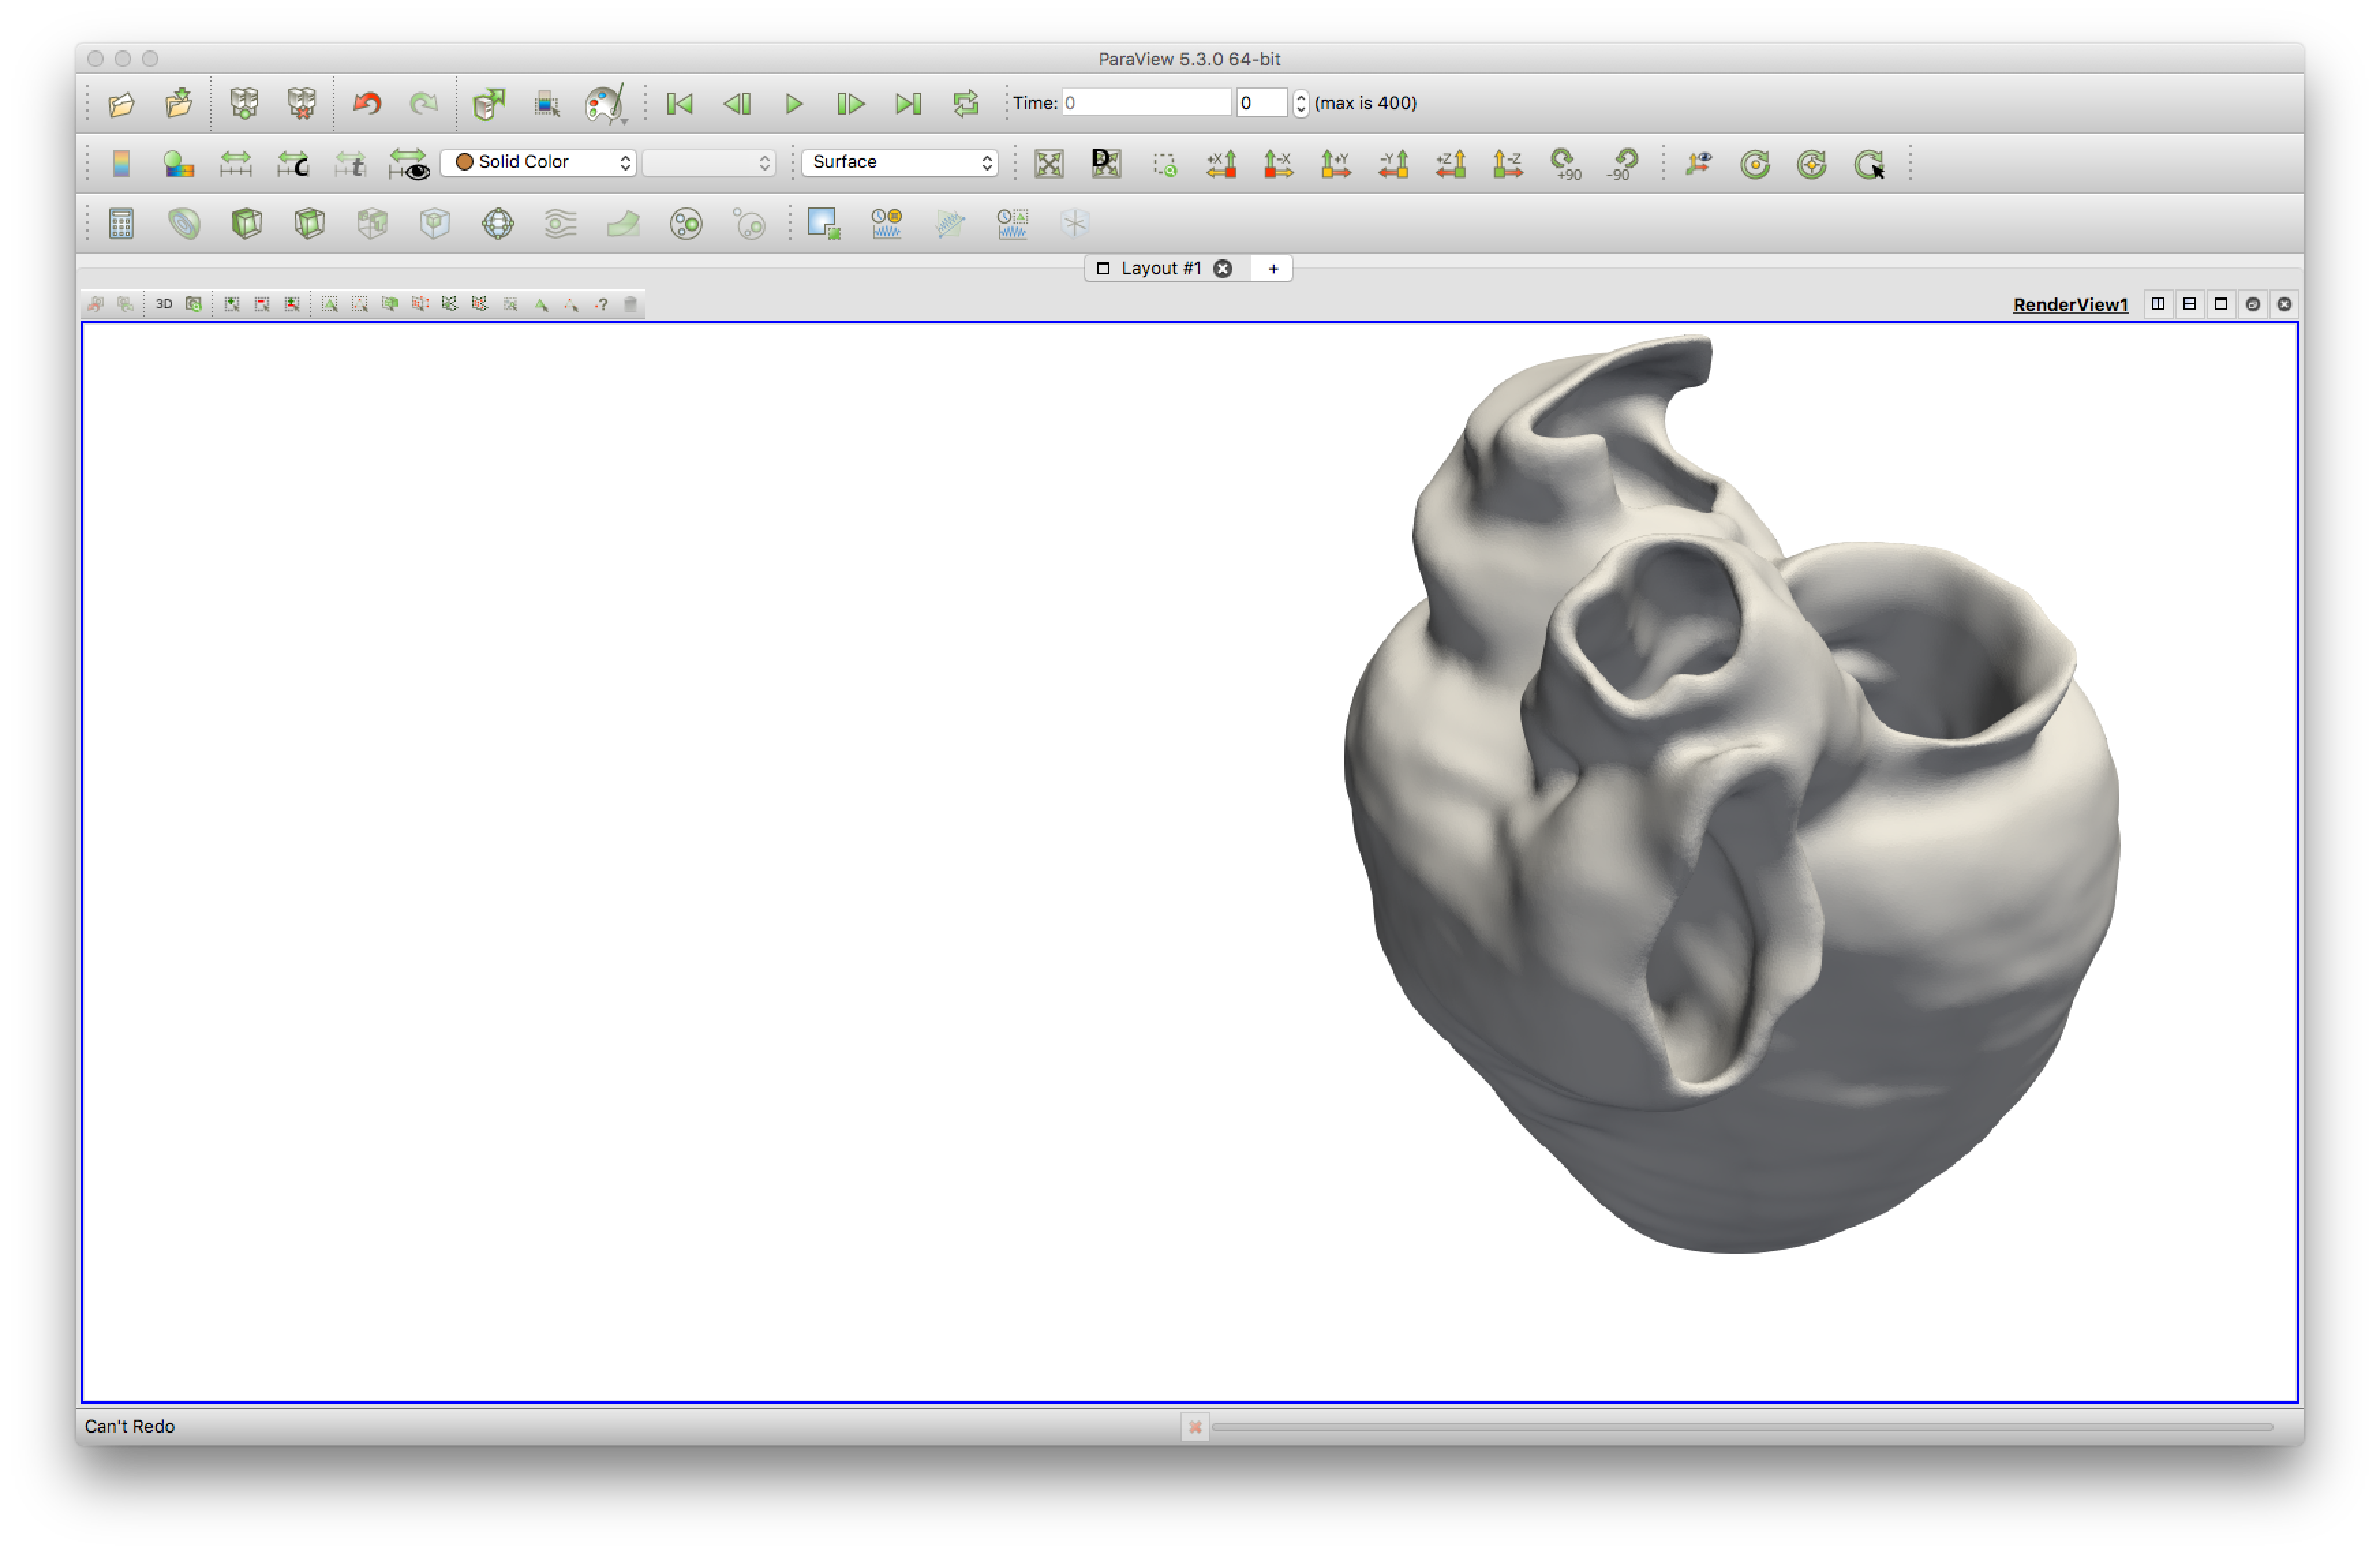 ParaView 5.3.0 64-bit
Time: 0 0 (max is 400)
C t Solid Color Surface D +X -X +Y -Y +Z -Z +90 -90
Layout #1 +
3D ? RenderView1
Can't Redo